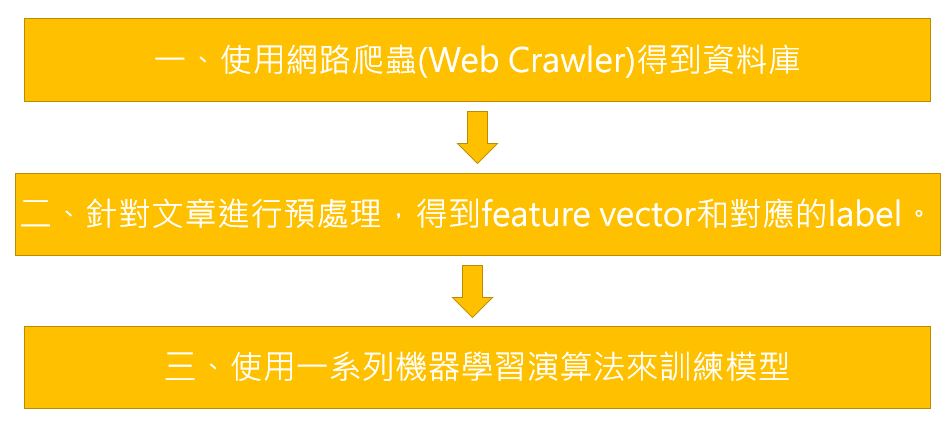 一、使用網路爬蟲(Web Crawler)得到資料庫
二、針對文章進行預處理，得到feature vector和對應的label。
三、使用一系列機器學習演算法來訓練模型